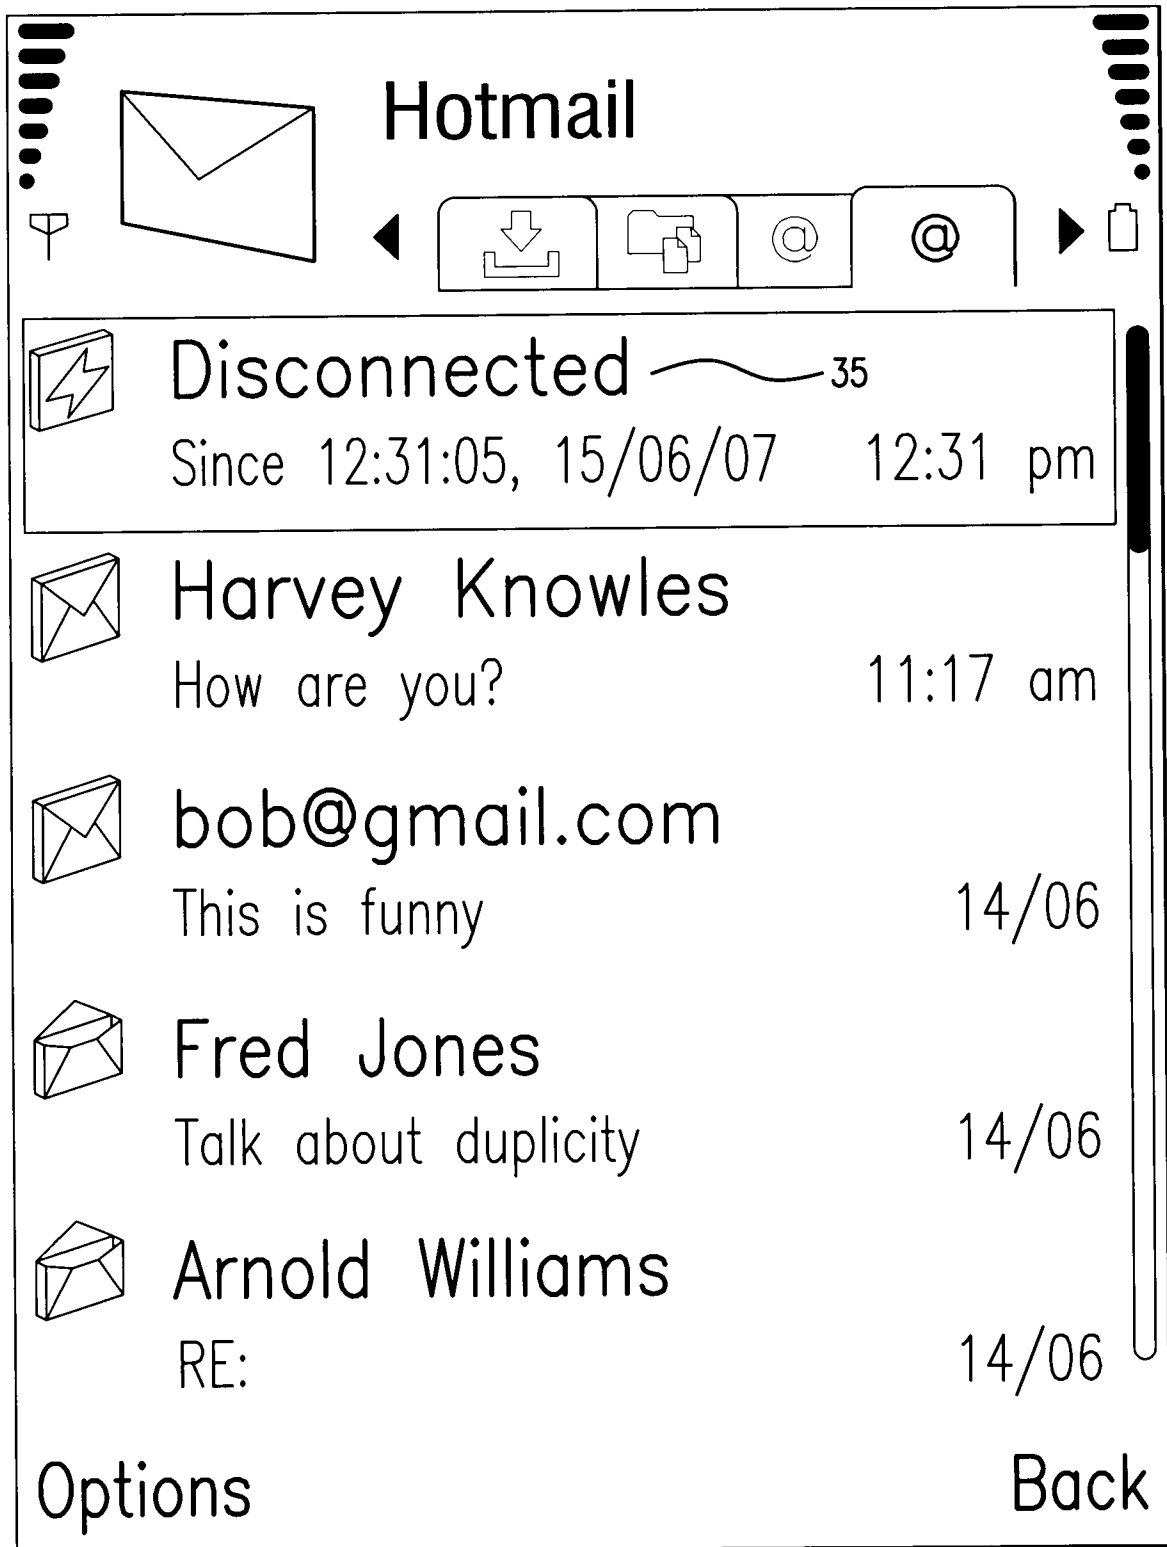 Hotmail
@ @
Disconnected 35
Since 12:31:05, 15/06/07 12:31 pm
Harvey Knowles
How are you? 11:17 am
bob@gmail.com
This is funny 14/06
Fred Jones
Talk about duplicity 14/06
Arnold Williams
RE: 14/06
Options Back